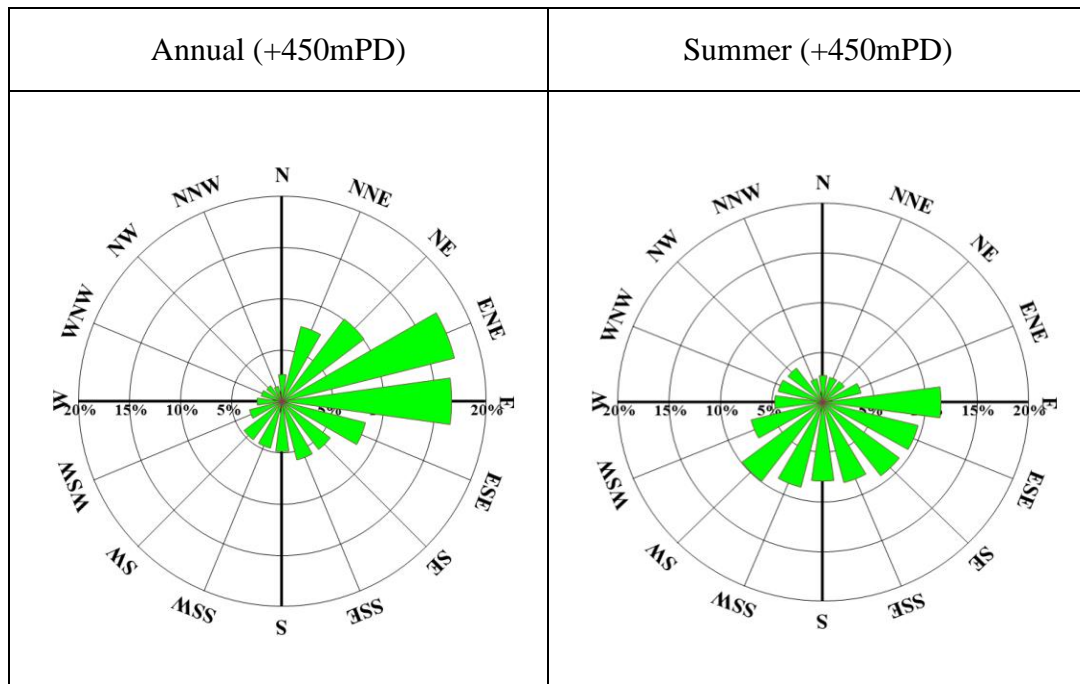 Annual (+450mPD)
Summer (+450mPD)
N
NNE
NE
ENE
E
ESE
SE
SSE
S
SSW
SW
WSW
W
WNW
NW
NNW
20% 15% 10% 5% 5% 20%
N
NNE
NE
ENE
E
ESE
SE
SSE
S
SSW
SW
WSW
W
WNW
NW
NNW
20% 15% 10% 5% 5% 15% 20%